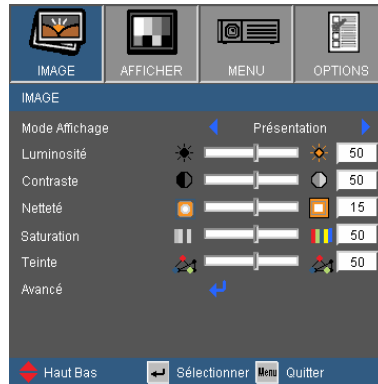 IMAGE AFFICHER MENU OPTIONS
IMAGE
Mode Affichage Présentation
Luminosité 50
Contraste 50
Netteté 15
Saturation 50
Teinte 50
Avancé
Haut Bas Sélectionner Menu Quitter